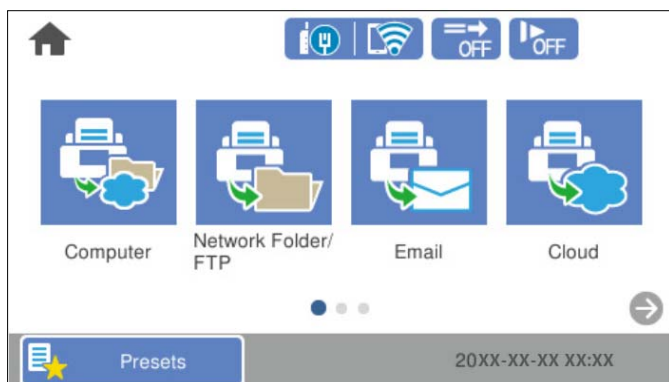 OFF OFF
Computer
Network Folder/
FTP
Email
Cloud
Presets
20XX-XX-XX XX:XX